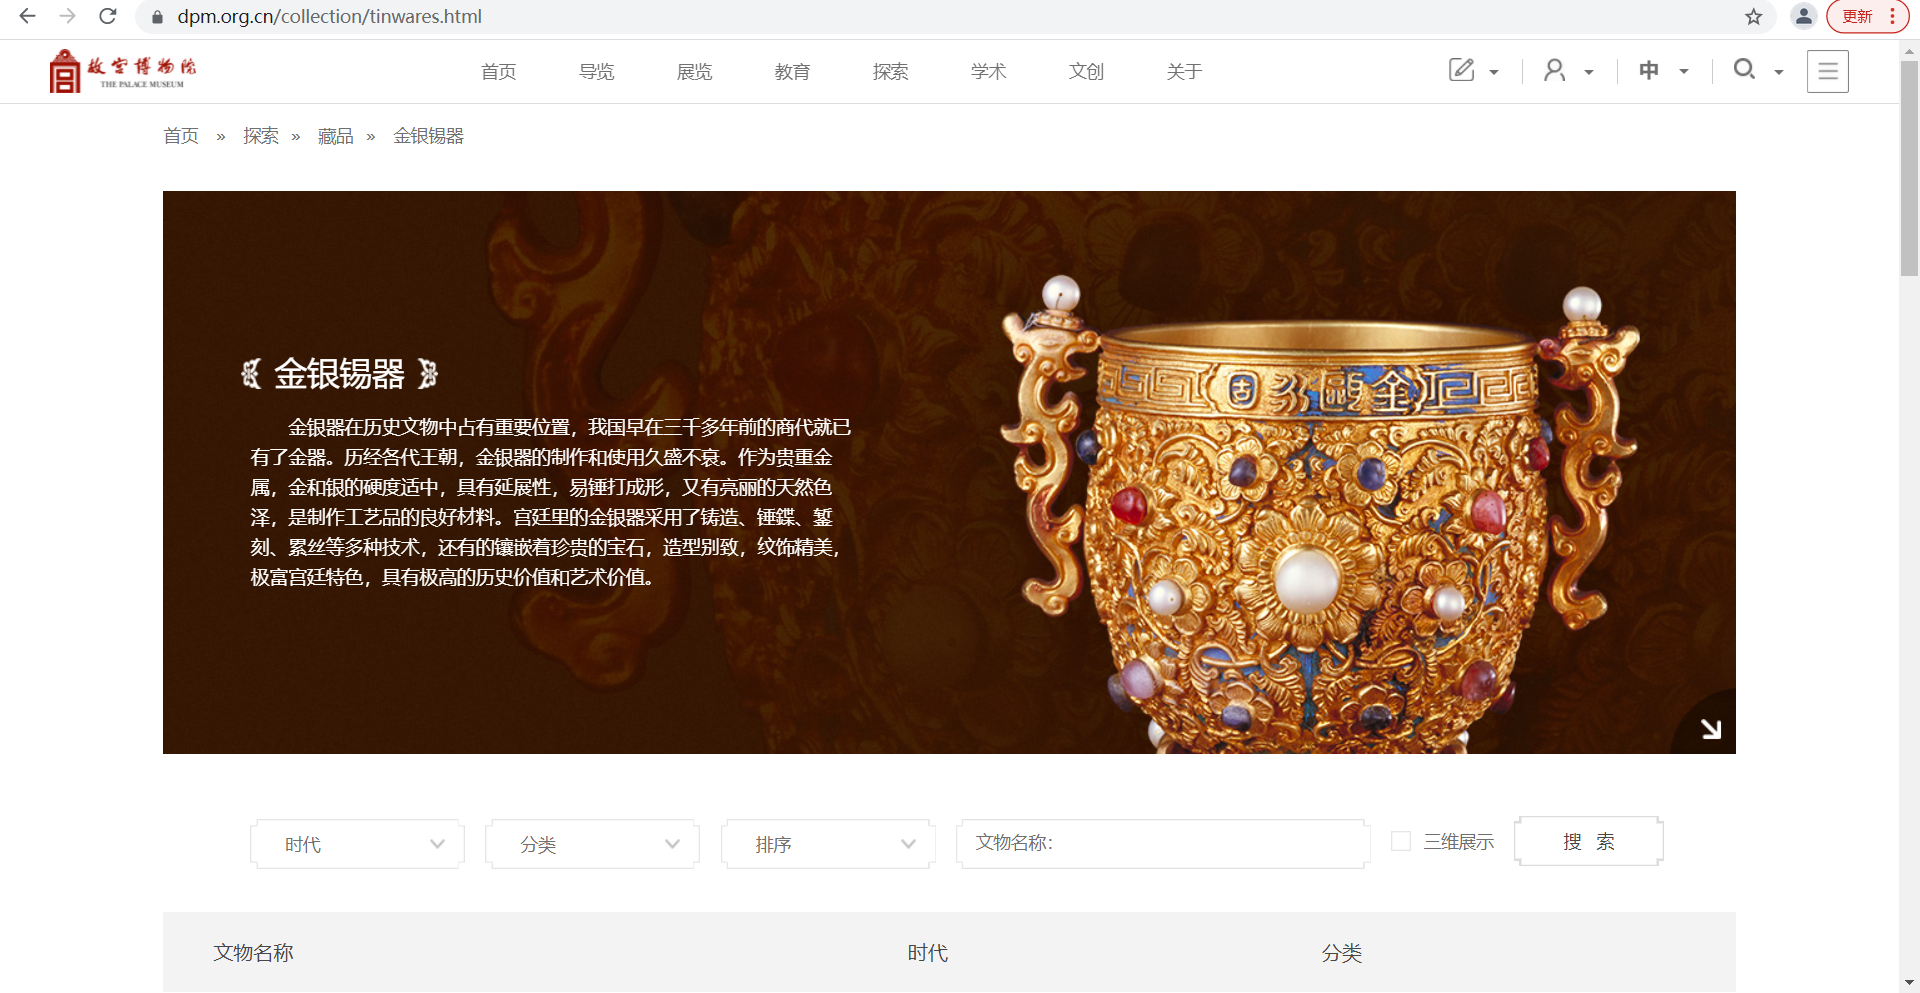 dpm.org.cn/collection/tinwares.html
更新
故宫博物院
THE PALACE MUSEUM
首页 导览 展览 教育 探索 学术 文创 关于
中
首页 » 探索 » 藏品 » 金银锡器
金银锡器
金银器在历史文物中占有重要位置，我国早在三千多年前的商代就已
有了金器。历经各代王朝，金银器的制作和使用久盛不衰。作为贵重金
属，金和银的硬度适中，具有延展性，易锤打成形，又有亮丽的天然色
泽，是制作工艺品的良好材料。宫廷里的金银器采用了铸造、锤鍱、錾
刻、累丝等多种技术，还有的镶嵌着珍贵的宝石，造型别致，纹饰精美，
极富宫廷特色，具有极高的历史价值和艺术价值。
固永甌金
时代 分类 排序 文物名称： 三维展示 搜 索
文物名称 时代 分类